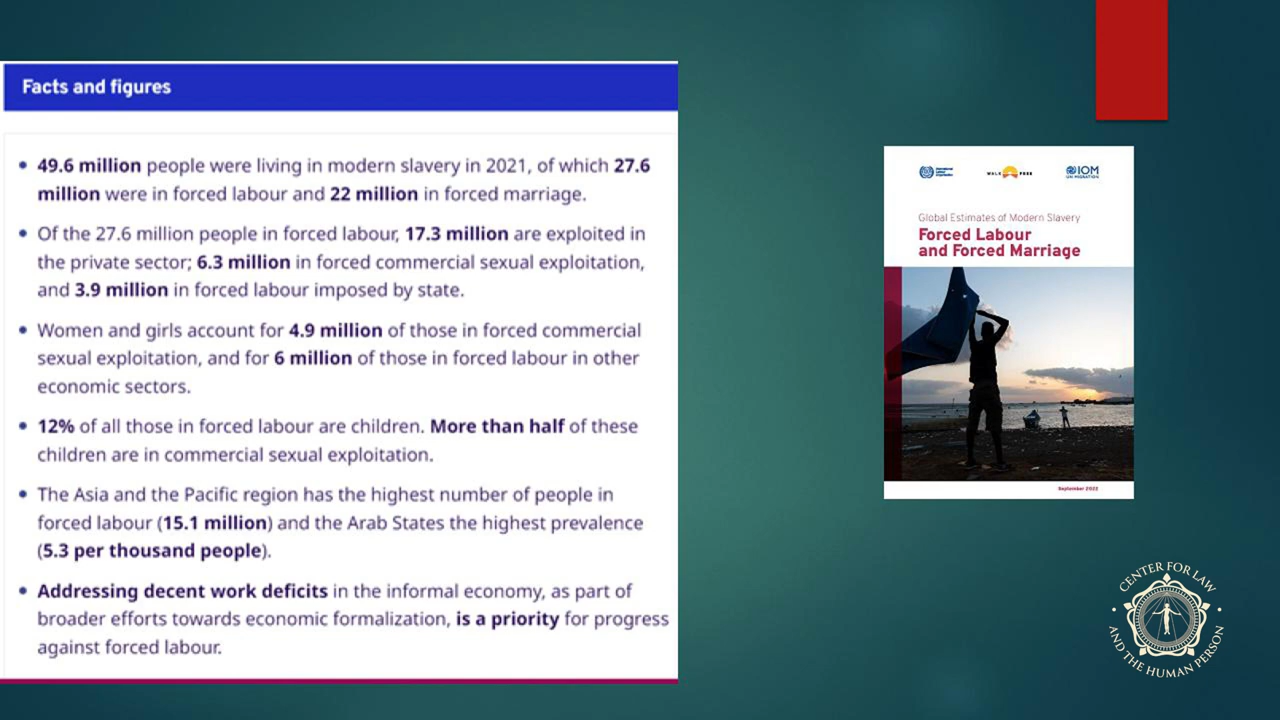 Facts and figures
49.6 million people were living in modern slavery in 2021, of which 27.6
million were in forced labour and 22 million in forced marriage.
Of the 27.6 million people in forced labour, 17.3 million are exploited in
the private sector; 6.3 million in forced commercial sexual exploitation,
and 3.9 million in forced labour imposed by state.
Women and girls account for 4.9 million of those in forced commercial
sexual exploitation, and for 6 million of those in forced labour in other
economic sectors.
12% of all those in forced labour are children. More than half of these
children are in commercial sexual exploitation.
The Asia and the Pacific region has the highest number of people in
forced labour (15.1 million) and the Arab States the highest prevalence
(5.3 per thousand people).
Addressing decent work deficits in the informal economy, as part of
broader efforts towards economic formalization, is a priority for progress
against forced labour.
International
Labour
Organization
WALK FREE
IOM
UN MIGRATION
Global Estimates of Modern Slavery
Forced Labour
and Forced Marriage
September 2022
CENTER FOR LAW
AND THE HUMAN PERSON